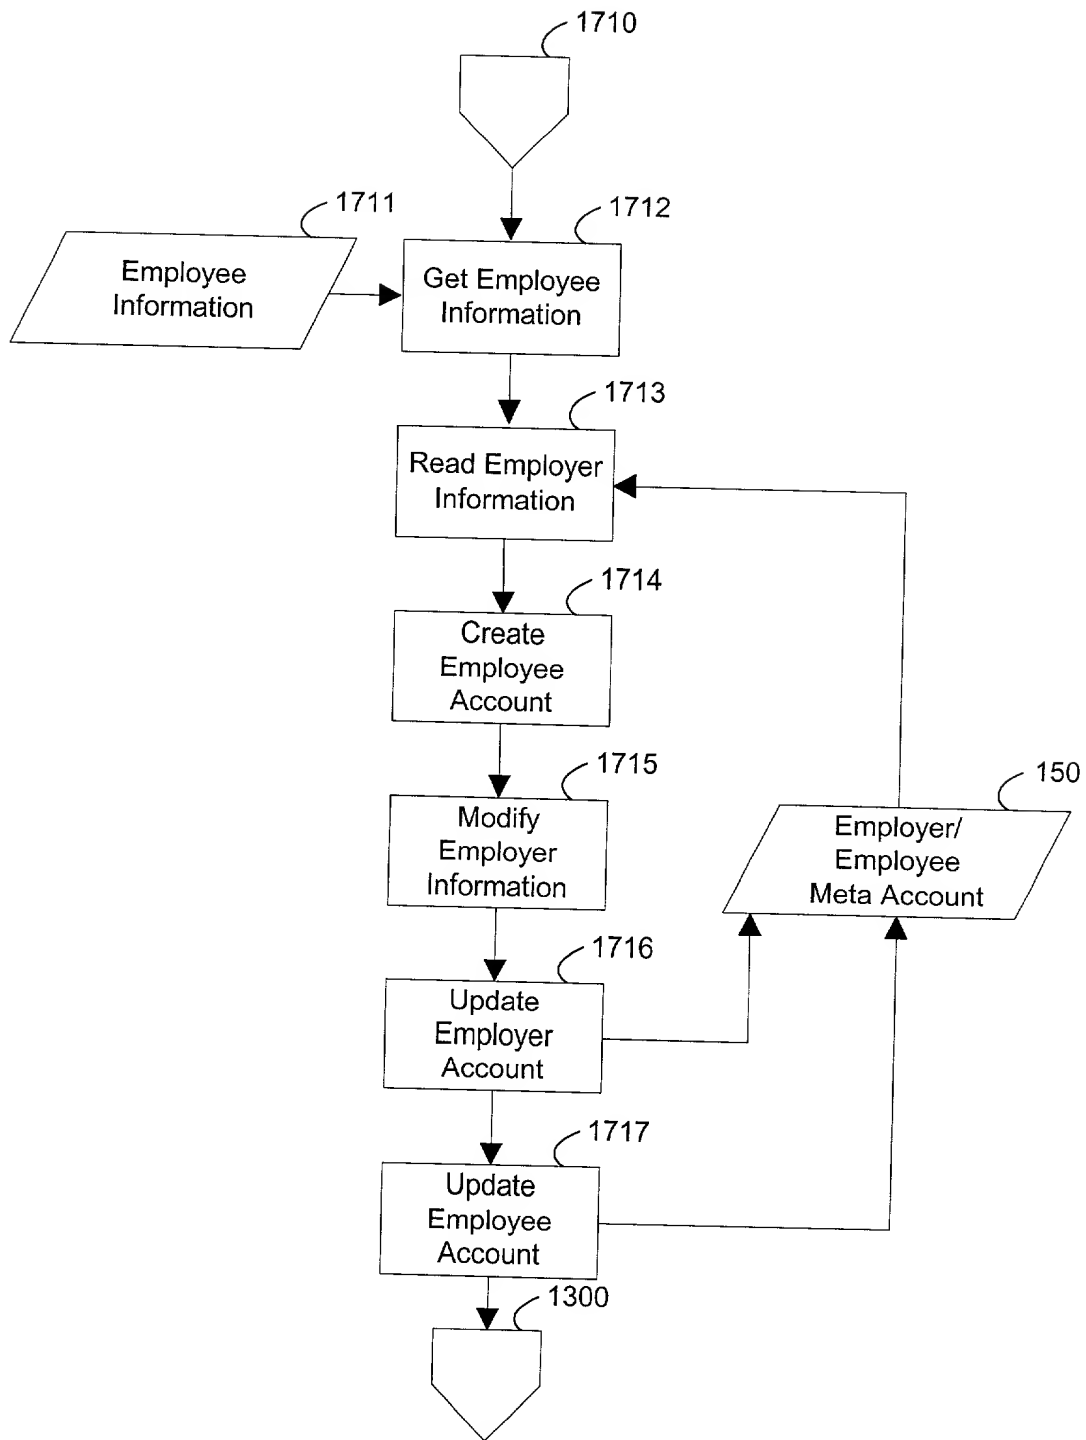 1710
1711
Employee
Information
1712
Get Employee
Information
1713
Read Employer
Information
1714
Create
Employee
Account
1715
Modify
Employer
Information
150
Employer/
Employee
Meta Account
1716
Update
Employer
Account
1717
Update
Employee
Account
1300